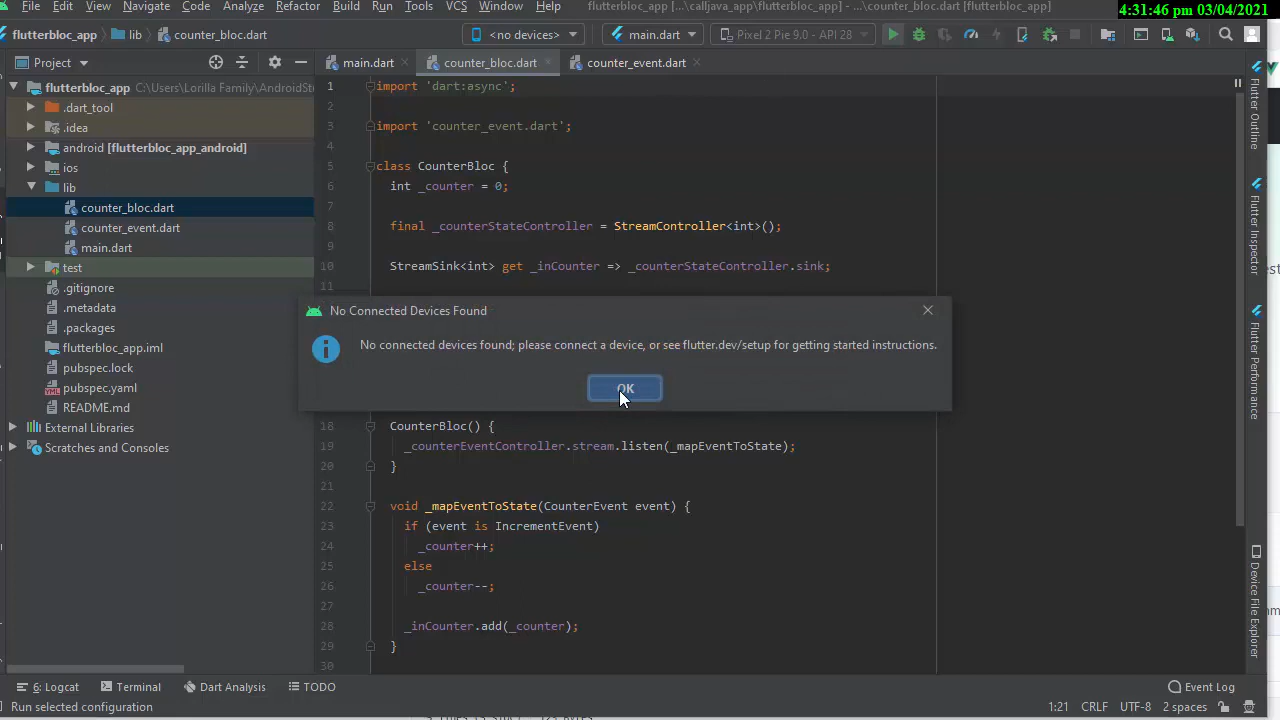 File Edit View Navigate Code Analyze Refactor Build Run Tools VCS Window Help flutterbloc_app [...\calljava_app\flutterbloc_app] - ...\counter_bloc.dart [flutterbloc_app]
4:31:46 pm 03/04/2021
flutterbloc_app lib counter_bloc.dart <no devices> main.dart Pixel 2 Pie 9.0 - API 28
Project main.dart counter_bloc.dart counter_event.dart
flutterbloc_app C:\Users\Lorilla Family\AndroidSt
.dart_tool
.idea
android [flutterbloc_app_android]
ios
lib
counter_bloc.dart
counter_event.dart
main.dart
test
.gitignore
.metadata
.packages
flutterbloc_app.iml
pubspec.lock
pubspec.yaml
README.md
External Libraries
Scratches and Consoles
1 import 'dart:async';
2
3 import 'counter_event.dart';
4
5 class CounterBloc {
6 int _counter = 0;
7
8 final _counterStateController = StreamController<int>();
9
10 StreamSink<int> get _inCounter => _counterStateController.sink;
11
No Connected Devices Found
No connected devices found; please connect a device, or see flutter.dev/setup for getting started instructions.
OK
18 CounterBloc() {
19 _counterEventController.stream.listen(_mapEventToState);
20 }
22 void _mapEventToState(CounterEvent event) {
23 if (event is IncrementEvent)
24 _counter++;
25 else
26 _counter--;
27
28 _inCounter.add(_counter);
29 }
30
Flutter Outline
Flutter Inspector
Flutter Performance
Device File Explorer
6: Logcat Terminal Dart Analysis TODO Event Log
Run selected configuration 1:21 CRLF UTF-8 2 spaces